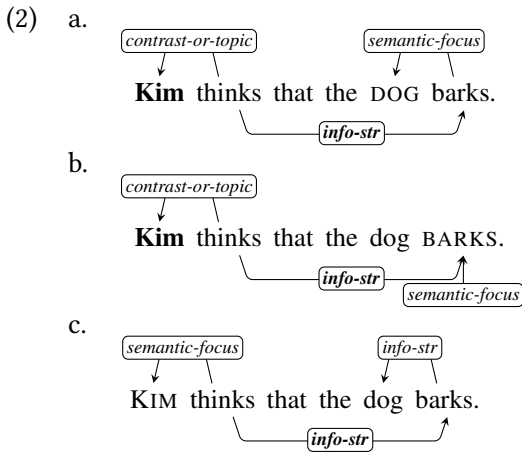 (2) a.
contrast-or-topic semantic-focus
Kim thinks that the DOG barks.
info-str
b.
contrast-or-topic
Kim thinks that the dog BARKS.
info-str
semantic-focus
c.
semantic-focus info-str
KIM thinks that the dog barks.
info-str